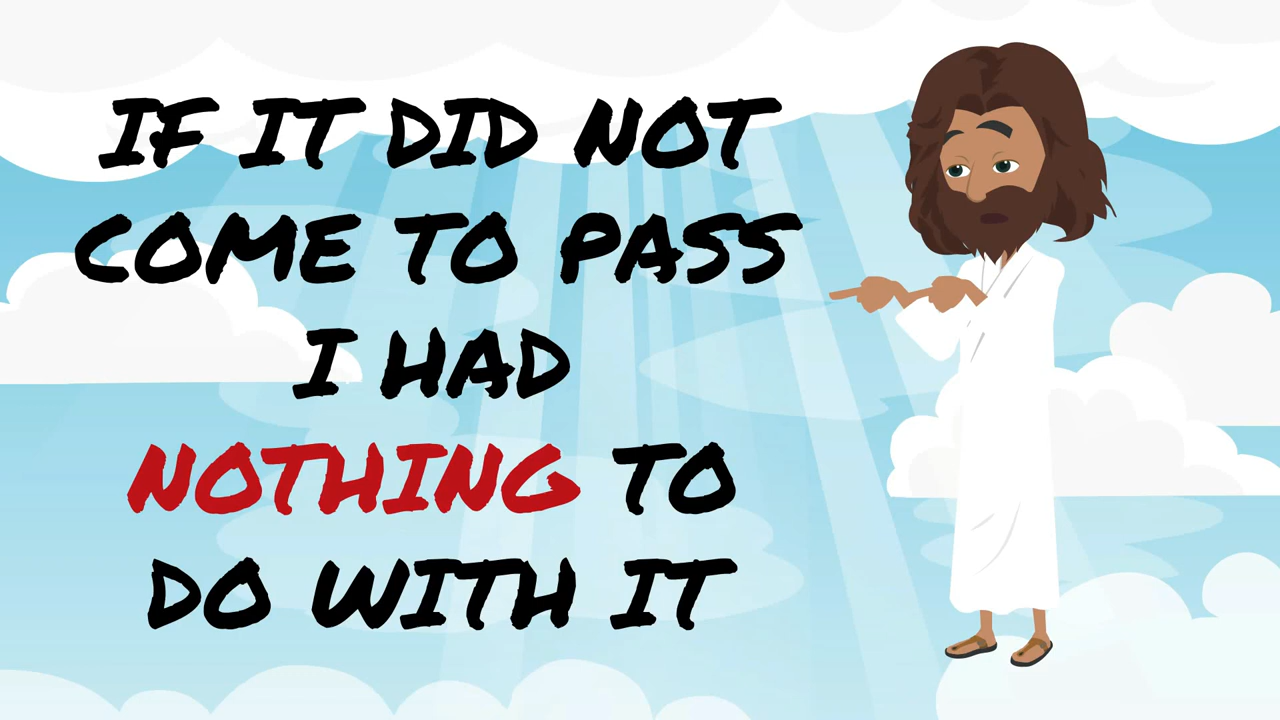 IF IT DID NOT
COME TO PASS
I HAD
NOTHING TO
DO WITH IT